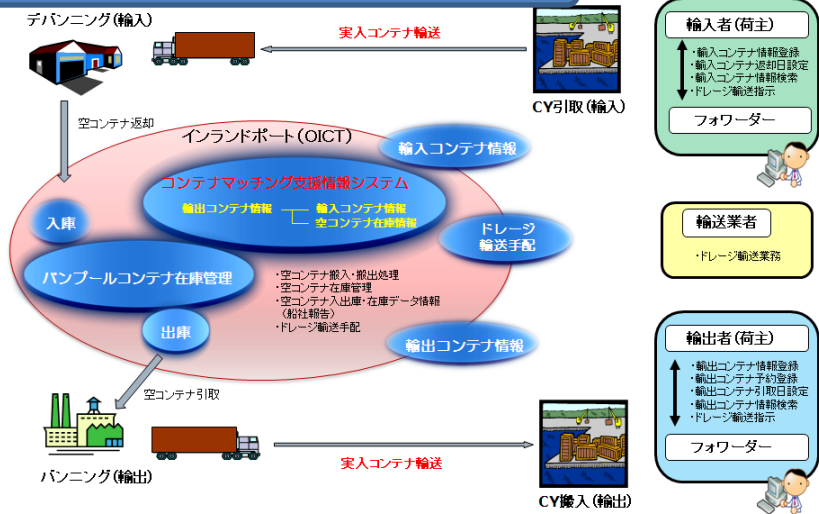 デバンニング(輸入)
実入コンテナ輸送
CY引取(輸入)
空コンテナ返却
インランドポート(OICT)
輸入コンテナ情報
コンテナマッチング支援情報システム
輸出コンテナ情報
輸入コンテナ情報
空コンテナ在庫情報
入庫
ドレージ
輸送手配
バンプールコンテナ在庫管理
・空コンテナ搬入・搬出処理
・空コンテナ在庫管理
・空コンテナ入出庫・在庫データ情報
(船社報告)
・ドレージ輸送手配
出庫
輸出コンテナ情報
空コンテナ引取
バンニング(輸出)
実入コンテナ輸送
CY搬入(輸出)
輸入者(荷主)
・輸入コンテナ情報登録
・輸入コンテナ返却日設定
・輸入コンテナ情報検索
・ドレージ輸送指示
フォワーダー
輸送業者
・ドレージ輸送業務
輸出者(荷主)
・輸出コンテナ情報登録
・輸出コンテナ予約登録
・輸出コンテナ引取日設定
・輸出コンテナ情報検索
・ドレージ輸送指示
フォワーダー